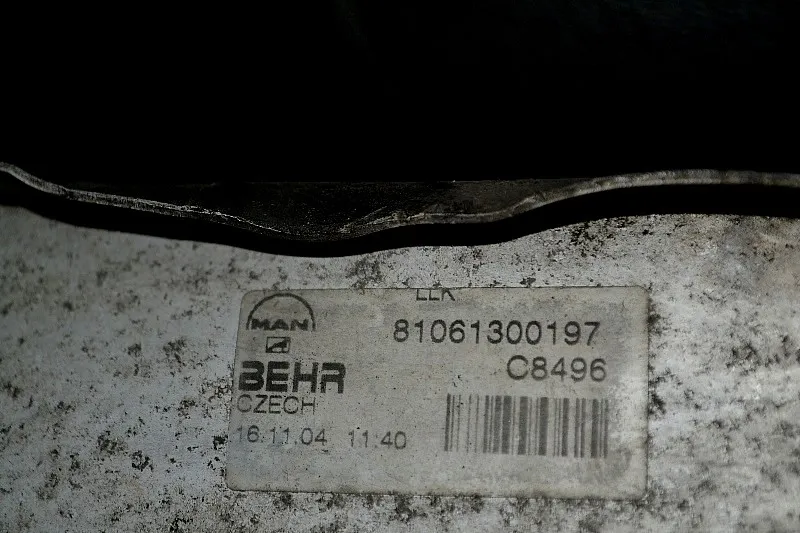 LLK
MAN
81061300197
C8496
BEHR
CZECH
16.11.04 11:40